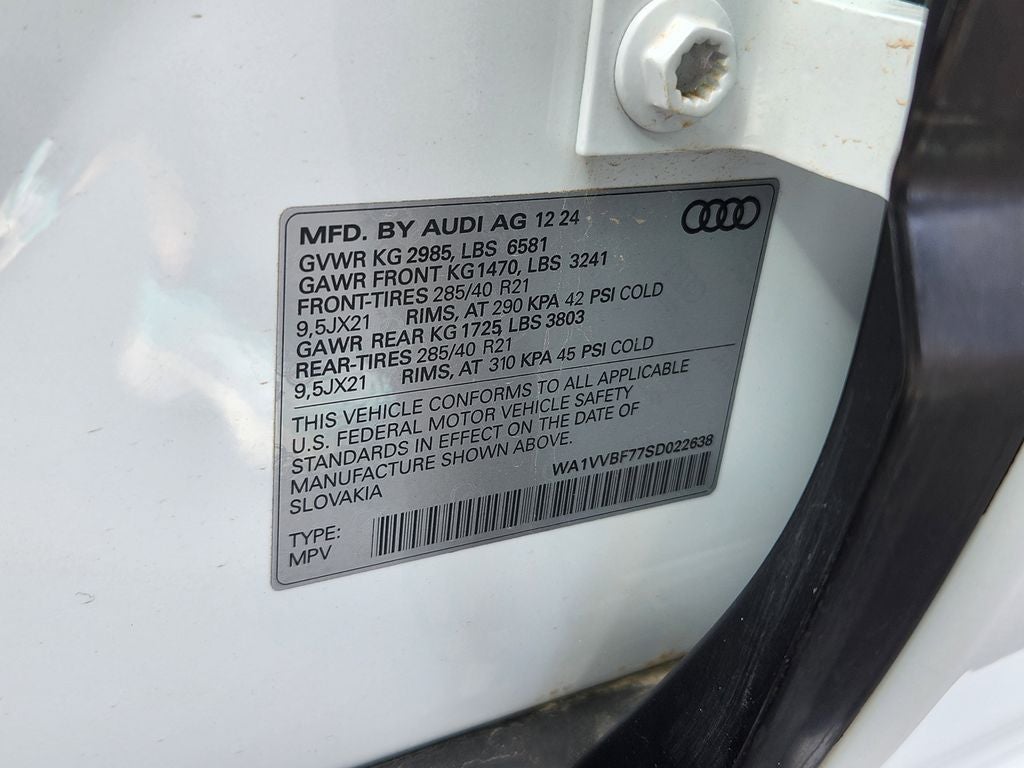 MFD. BY AUDI AG 12 24
GVWR KG 2985, LBS 6581
GAWR FRONT KG 1470, LBS 3241
FRONT-TIRES 285/40 R21
9,5JX21 RIMS, AT 290 KPA 42 PSI COLD
GAWR REAR KG 1725, LBS 3803
REAR-TIRES 285/40 R21
9,5JX21 RIMS, AT 310 KPA 45 PSI COLD
THIS VEHICLE CONFORMS TO ALL APPLICABLE
U.S. FEDERAL MOTOR VEHICLE SAFETY
STANDARDS IN EFFECT ON THE DATE OF
MANUFACTURE SHOWN ABOVE.
SLOVAKIA
WA1VVBF77SD022638
TYPE:
MPV